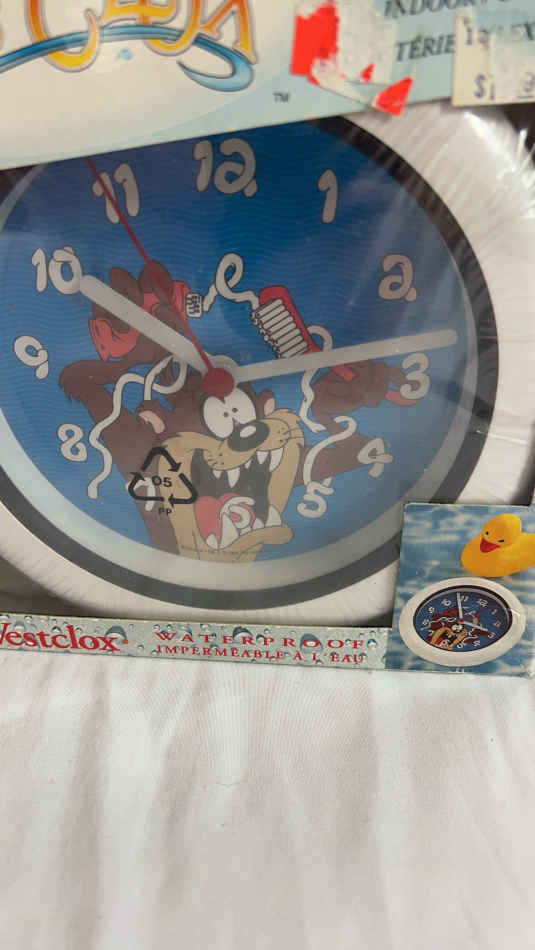 INDOOR
TÉRIE
EX
TM
12
11
1
10
2
9
3
8
4
05
PP
5
Westclox
WATERPROOF
IMPERMÉABLE À L'EAU